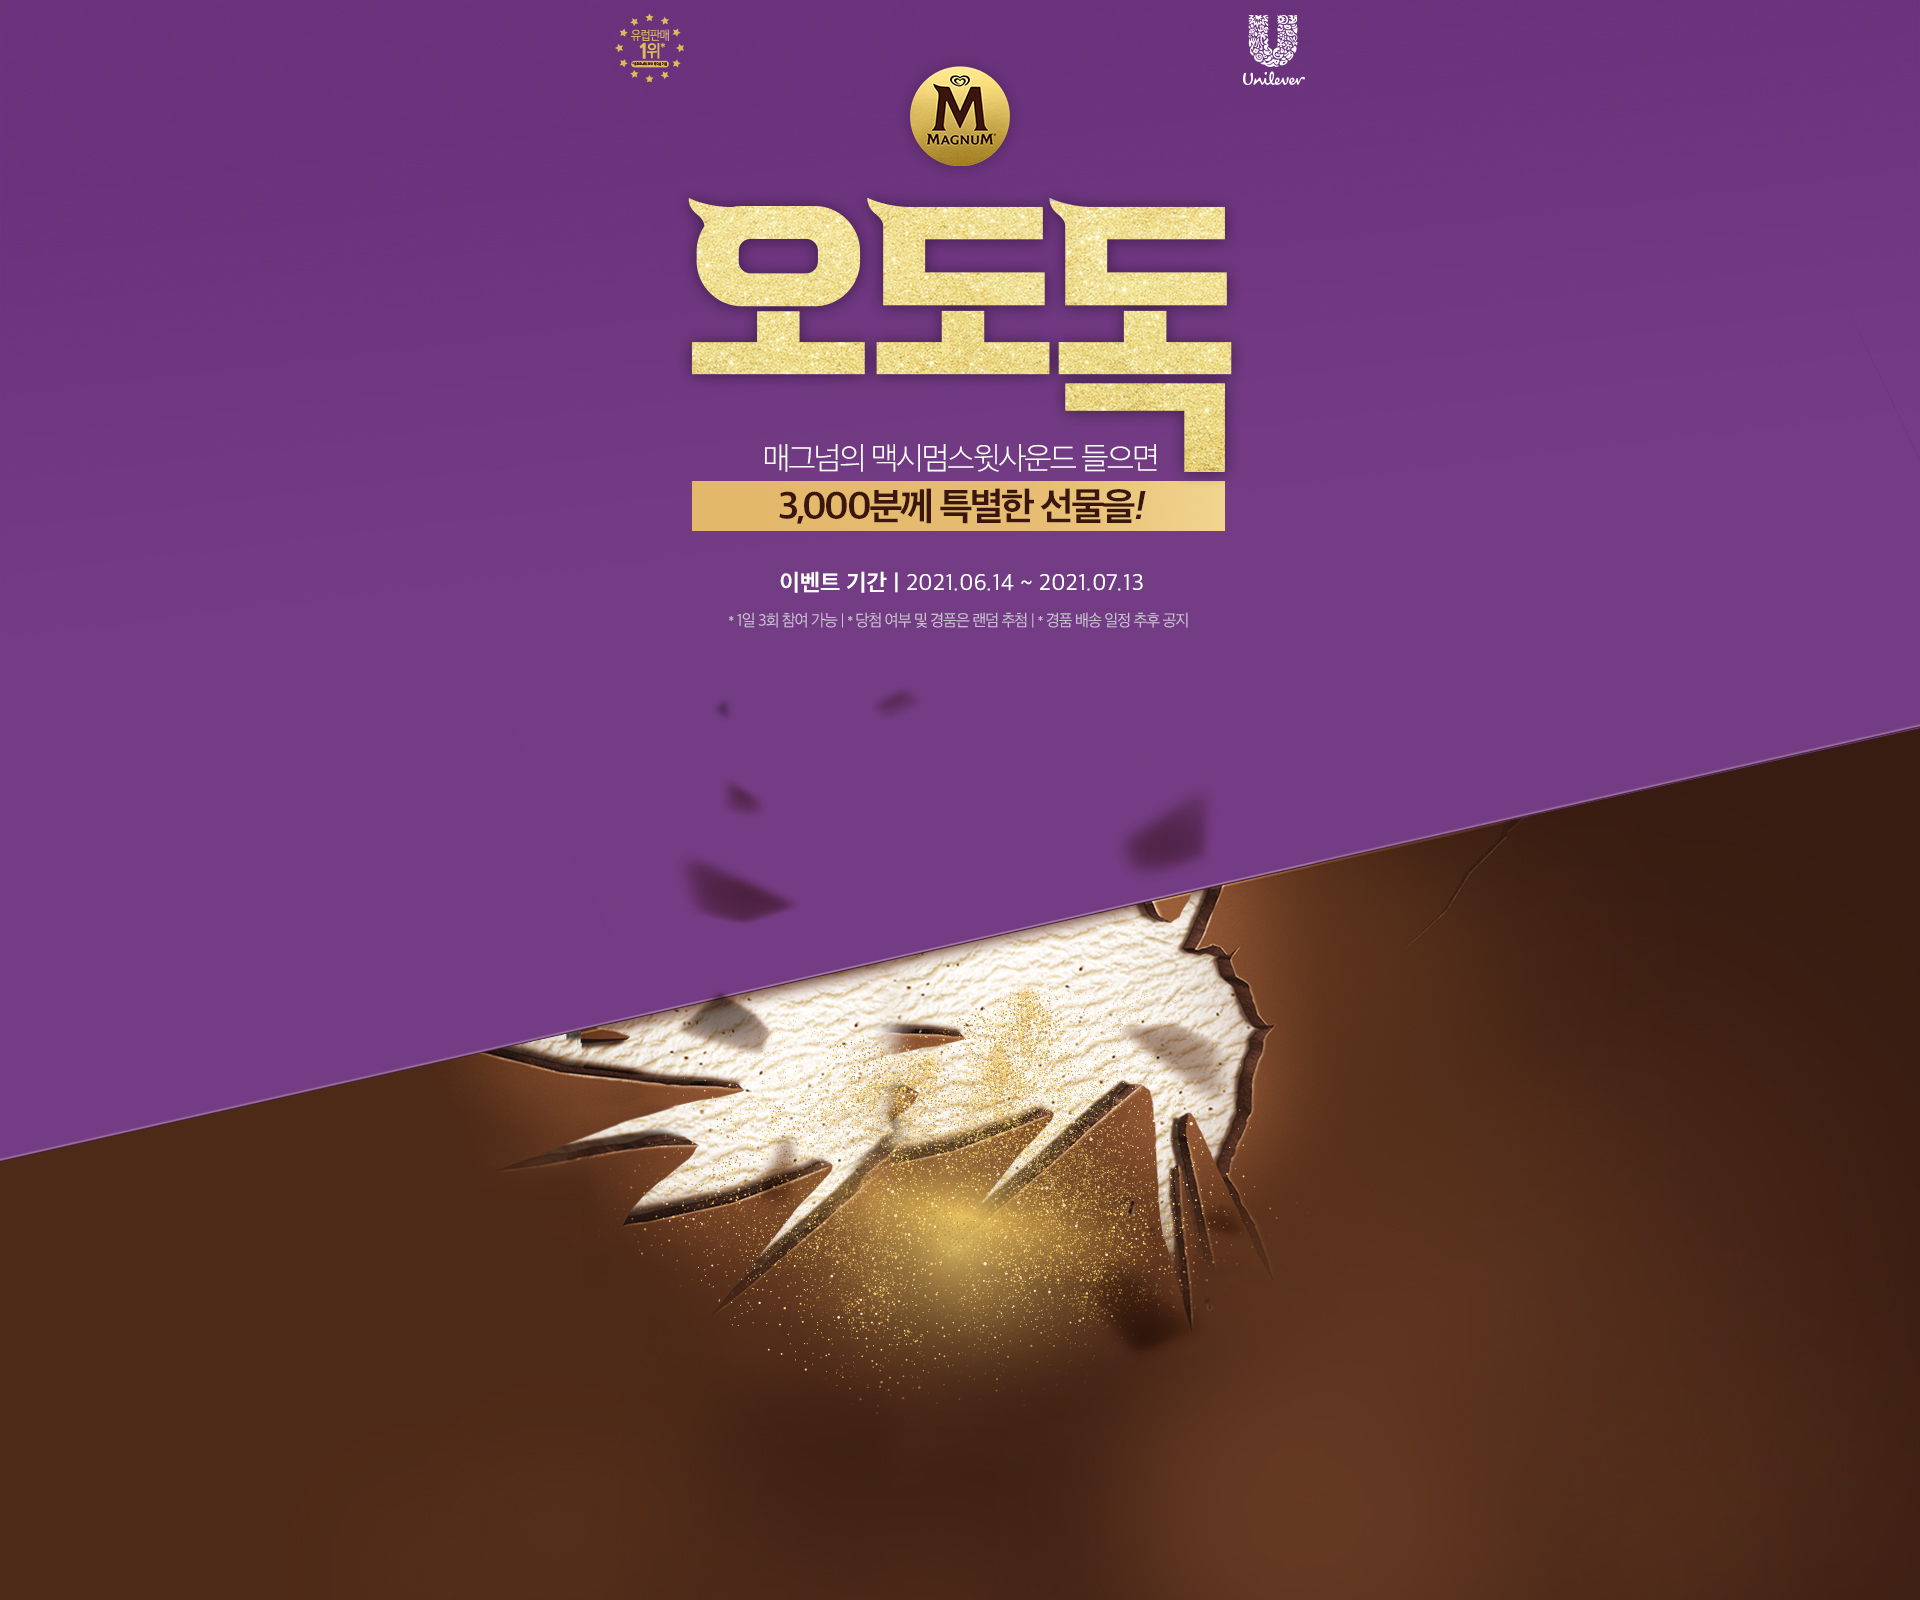 유럽판매
1위*
Unilever
M
MAGNUM
오도독
매그넘의 맥시멈스윗사운드 들으면
3,000분께 특별한 선물을!
이벤트 기간 | 2021.06.14 ~ 2021.07.13
* 1일 3회 참여 가능 | * 당첨 여부 및 경품은 랜덤 추첨 | * 경품 배송 일정 추후 공지